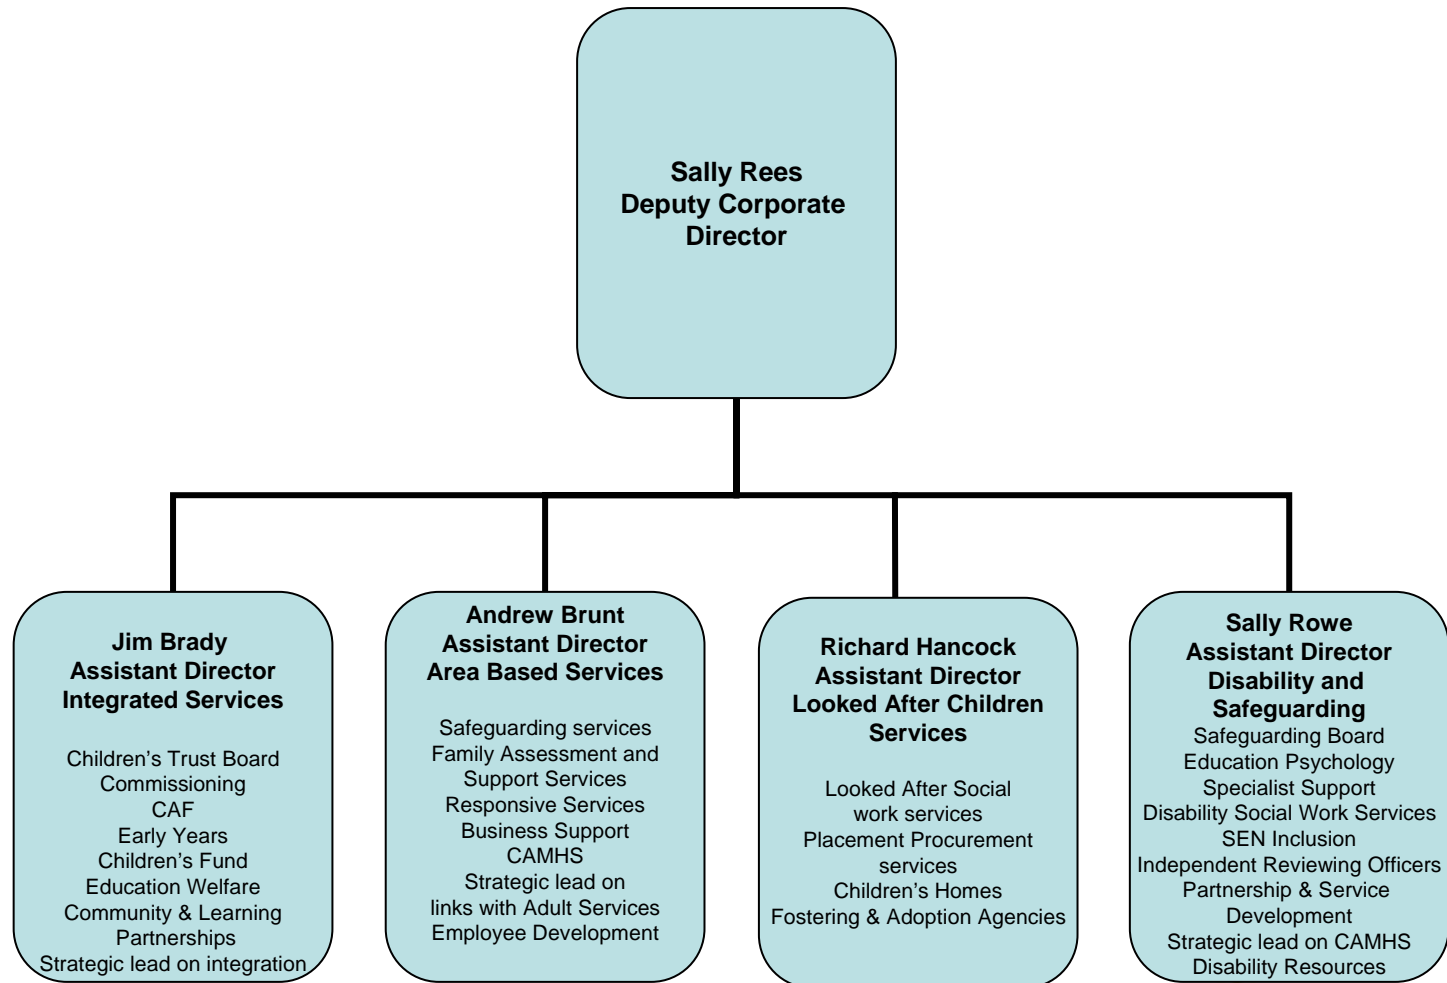 Sally Rees
Deputy Corporate
Director
Jim Brady
Assistant Director
Integrated Services
Children’s Trust Board
Commissioning
CAF
Early Years
Children’s Fund
Education Welfare
Community & Learning
Partnerships
Strategic lead on integration
Andrew Brunt
Assistant Director
Area Based Services
Safeguarding services
Family Assessment and
Support Services
Responsive Services
Business Support
CAMHS
Strategic lead on
links with Adult Services
Employee Development
Richard Hancock
Assistant Director
Looked After Children
Services
Looked After Social
work services
Placement Procurement
services
Children’s Homes
Fostering & Adoption Agencies
Sally Rowe
Assistant Director
Disability and
Safeguarding
Safeguarding Board
Education Psychology
Specialist Support
Disability Social Work Services
SEN Inclusion
Independent Reviewing Officers
Partnership & Service
Development
Strategic lead on CAMHS
Disability Resources